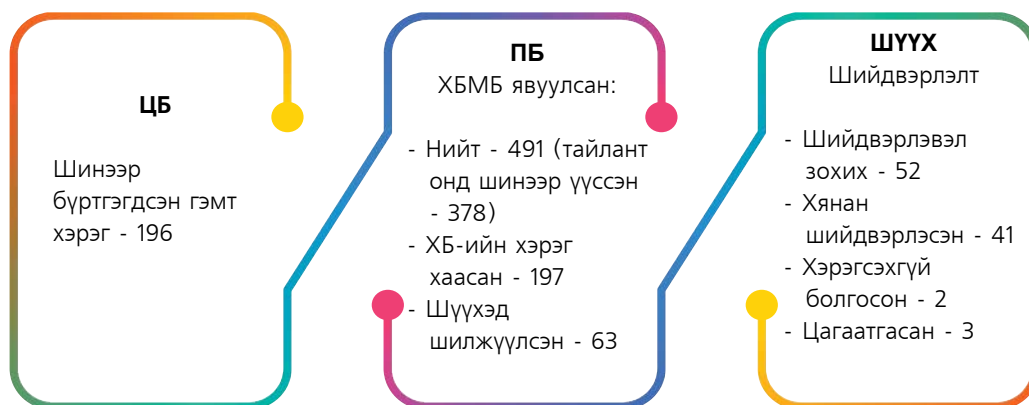 ЦБ
Шинээр
бүртгэгдсэн гэмт
хэрэг - 196
ПБ
ХБМБ явуулсан:
- Нийт - 491 (тайлант
онд шинээр үүссэн
- 378)
- ХБ-ийн хэрэг
хаасан - 197
- Шүүхэд
шилжүүлсэн - 63
ШҮҮХ
Шийдвэрлэлт
- Шийдвэрлэвэл
зохих - 52
- Хянан
шийдвэрлэсэн - 41
- Хэрэгсэхгүй
болгосон - 2
- Цагаатгасан - 3